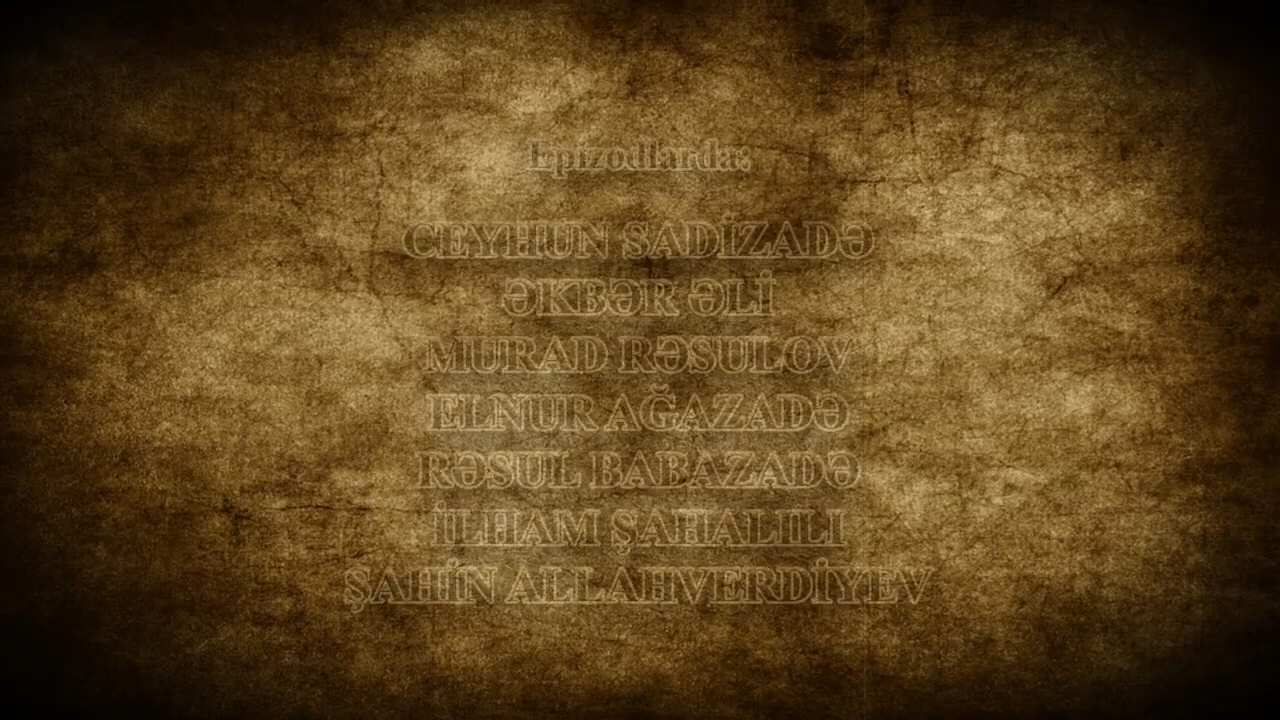 Epizodlarda:
CEYHUN SADİZADƏ
ƏKBƏR ƏLİ
MURAD RƏSULOV
ELNUR AĞAZADƏ
RƏSUL BABAZADƏ
İLHAM ŞAHALILI
ŞAHİN ALLAHVERDİYEV